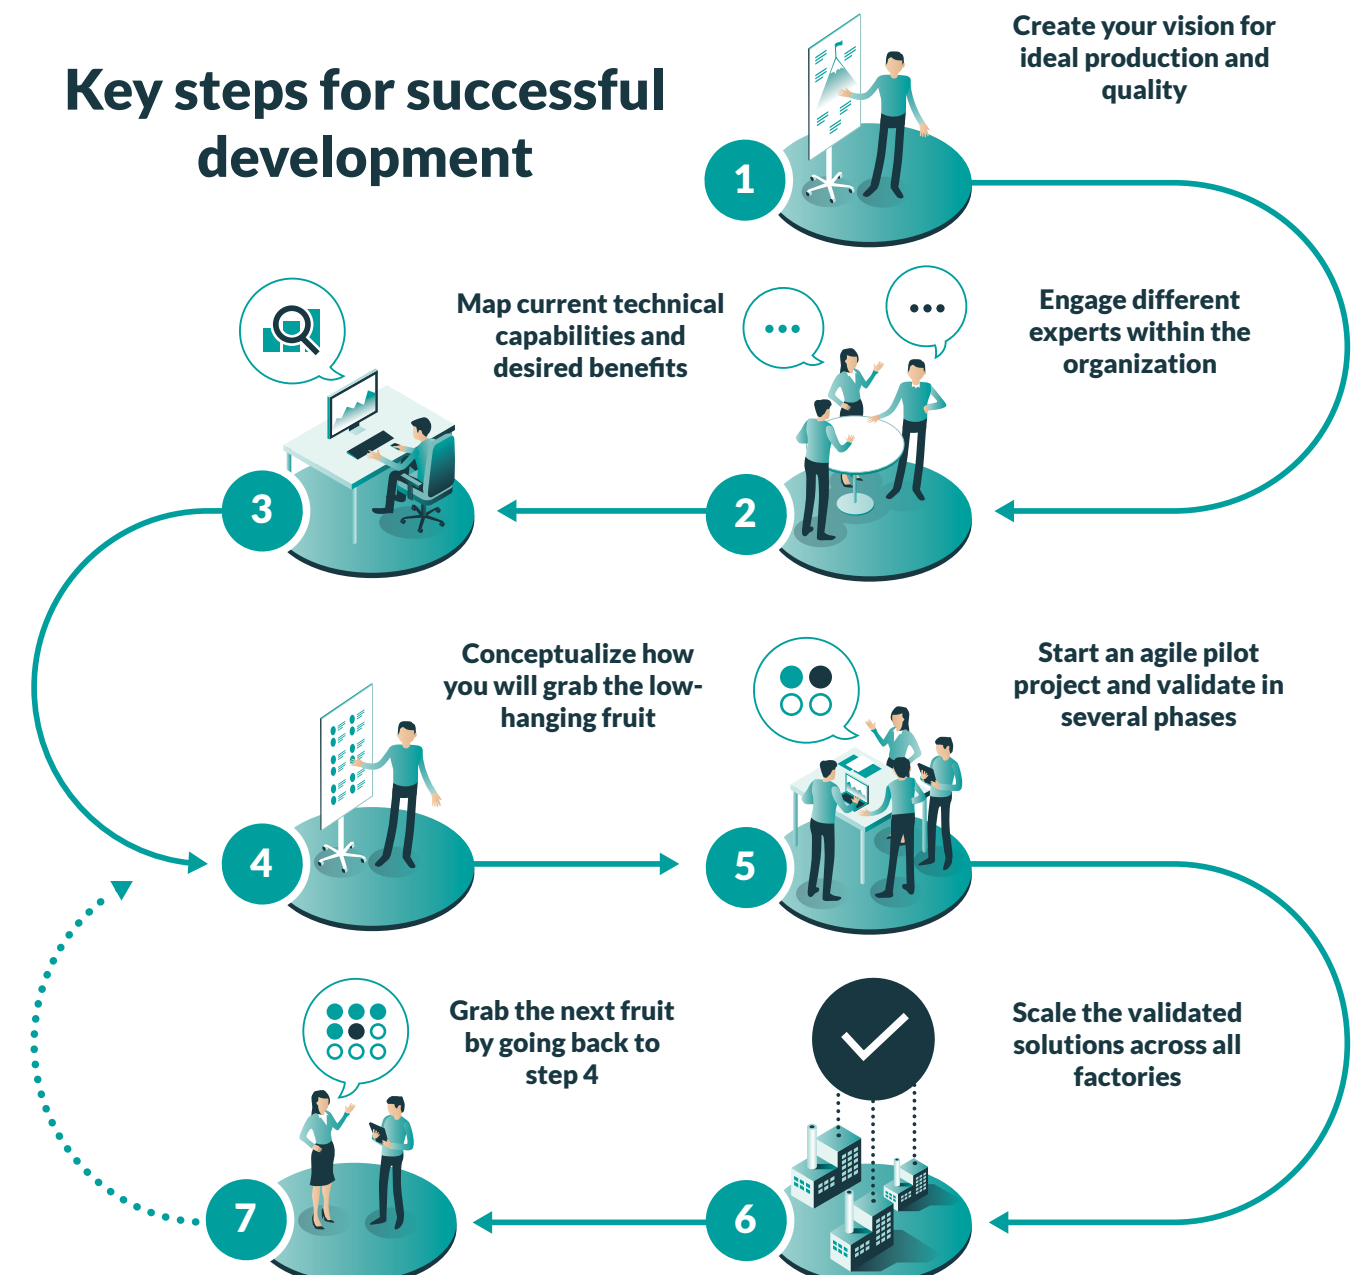 Key steps for successful
development
1
Create your vision for
ideal production and
quality
2
Engage different
experts within the
organization
3
Map current technical
capabilities and
desired benefits
4
Conceptualize how
you will grab the low-
hanging fruit
5
Start an agile pilot
project and validate in
several phases
6
Scale the validated
solutions across all
factories
7
Grab the next fruit
by going back to
step 4